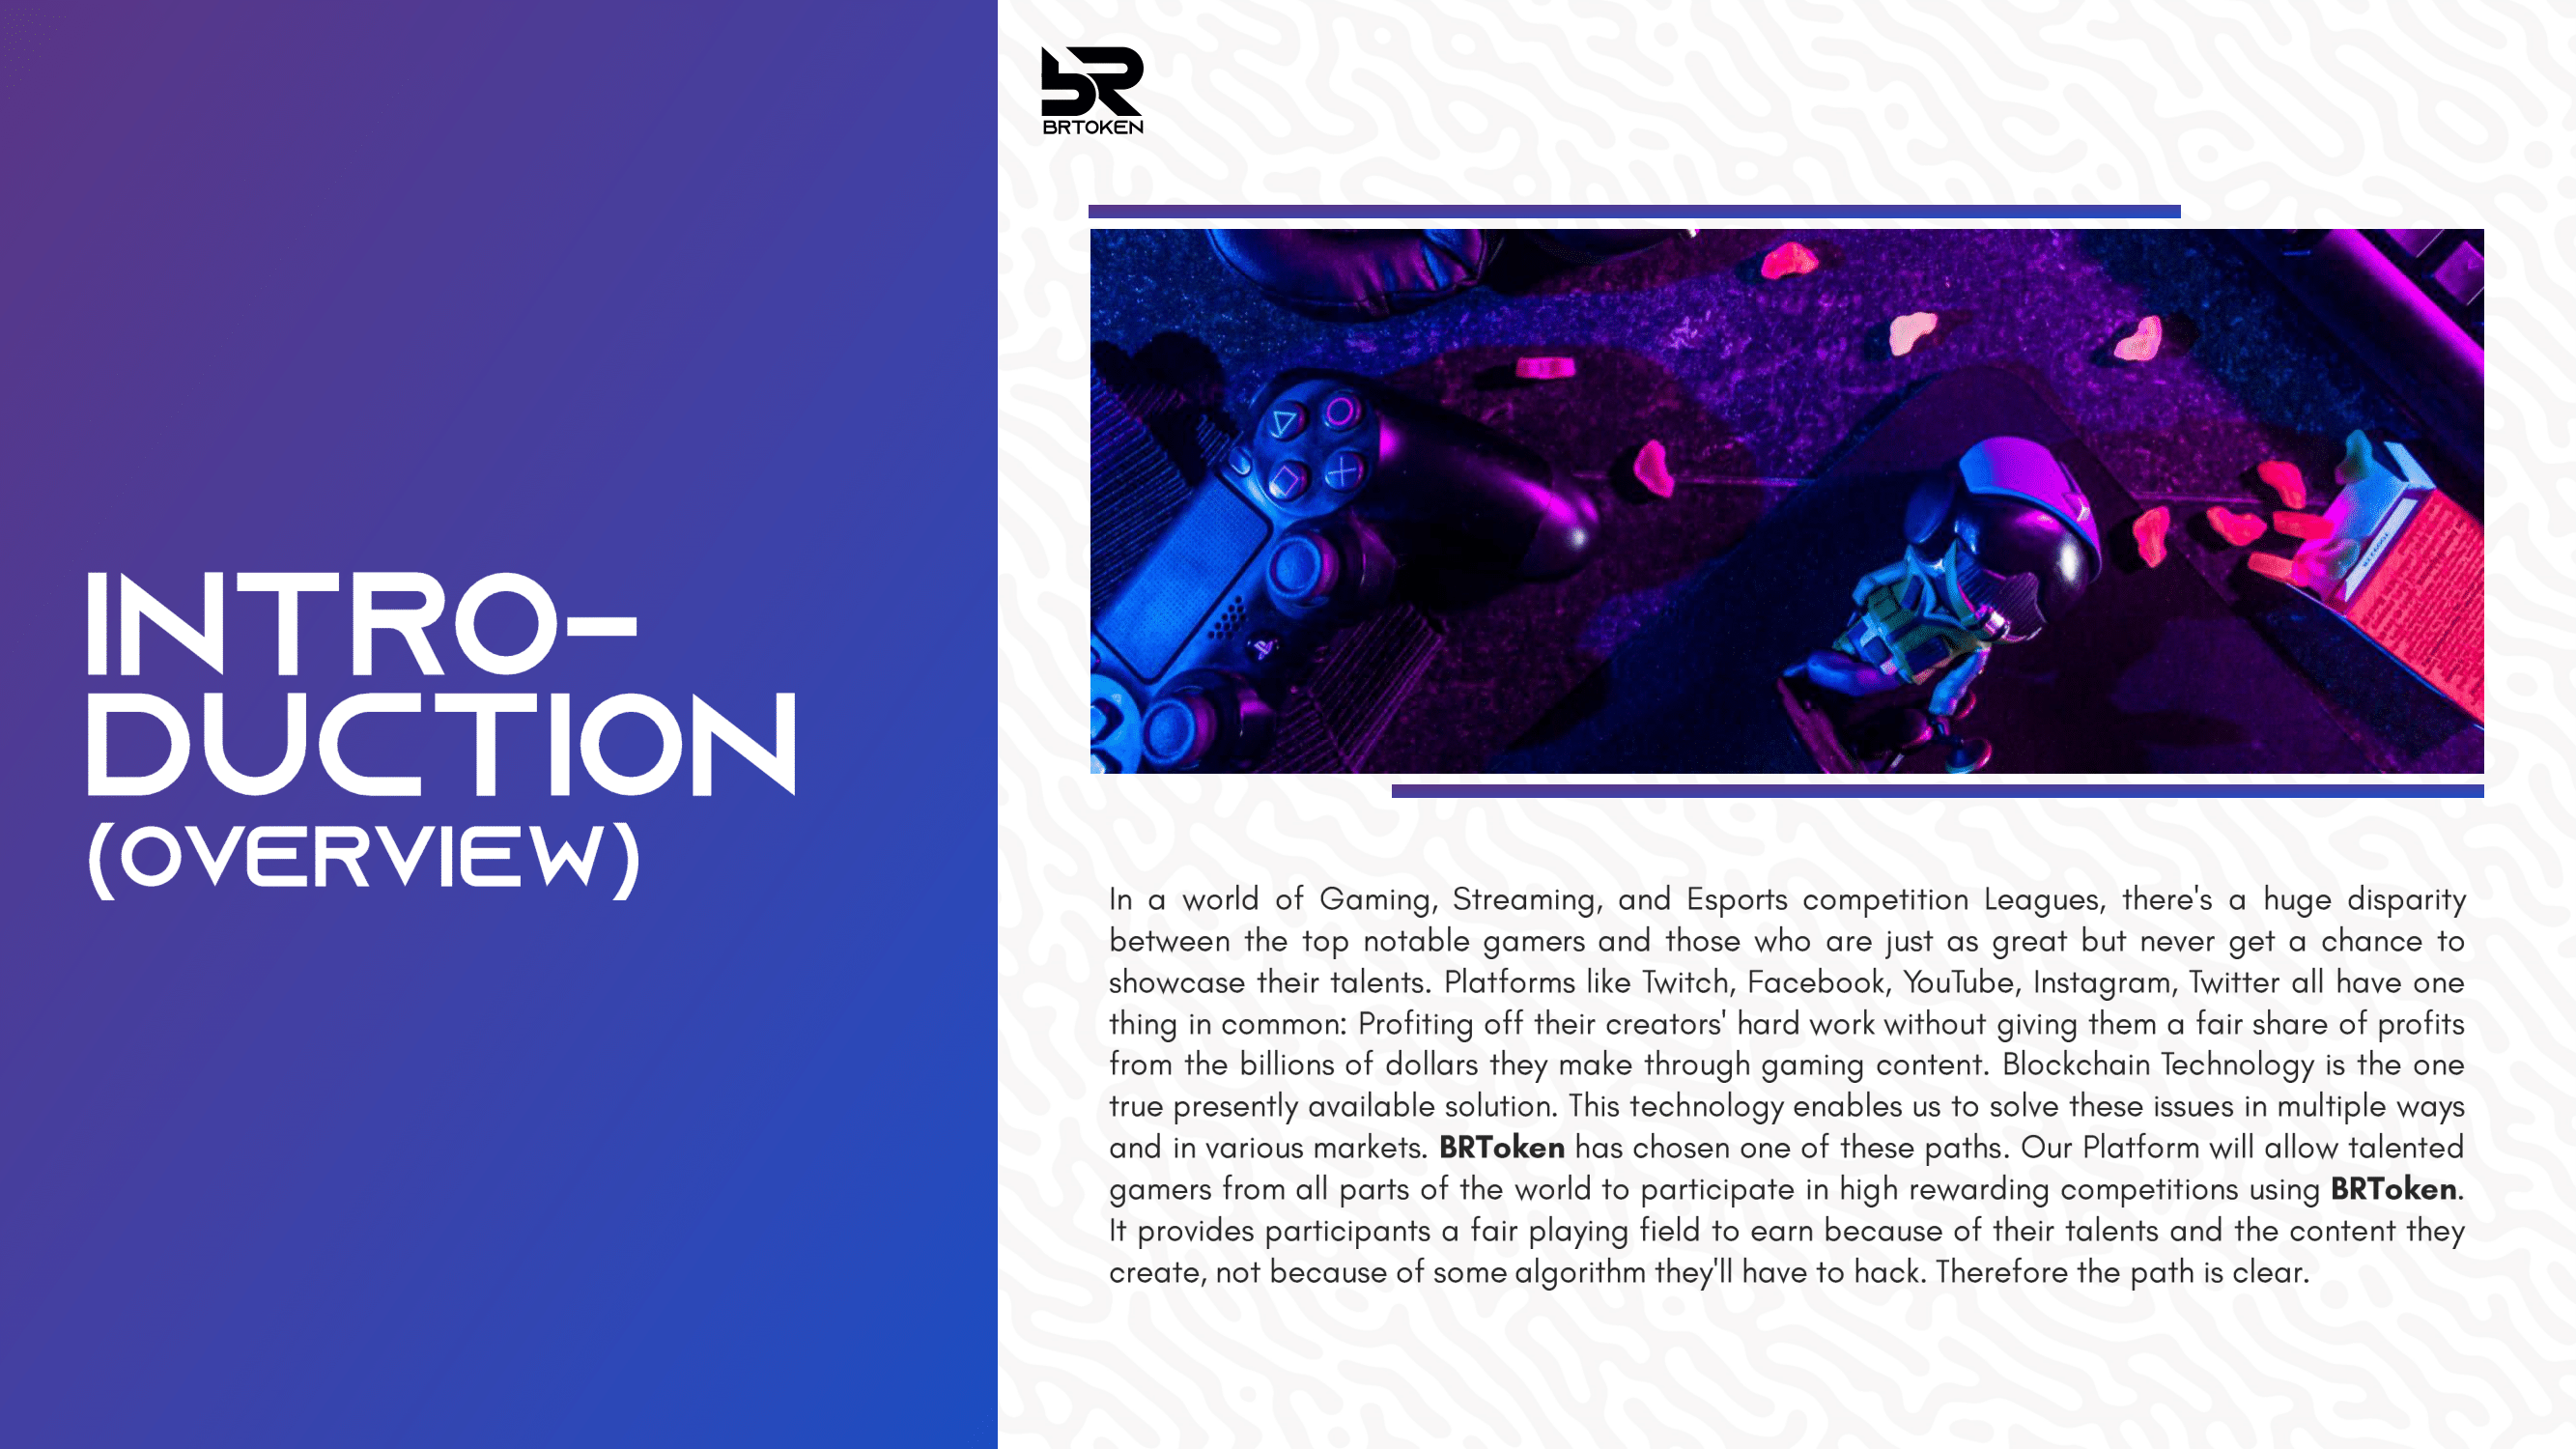 INTRO-
DUCTION
(OVERVIEW)
BRTOKEN
In a world of Gaming, Streaming, and Esports competition Leagues, there's a huge disparity
between the top notable gamers and those who are just as great but never get a chance to
showcase their talents. Platforms like Twitch, Facebook, YouTube, Instagram, Twitter all have one
thing in common: Profiting off their creators' hard work without giving them a fair share of profits
from the billions of dollars they make through gaming content. Blockchain Technology is the one
true presently available solution. This technology enables us to solve these issues in multiple ways
and in various markets. BRToken has chosen one of these paths. Our Platform will allow talented
gamers from all parts of the world to participate in high rewarding competitions using BRToken.
It provides participants a fair playing field to earn because of their talents and the content they
create, not because of some algorithm they'll have to hack. Therefore the path is clear.